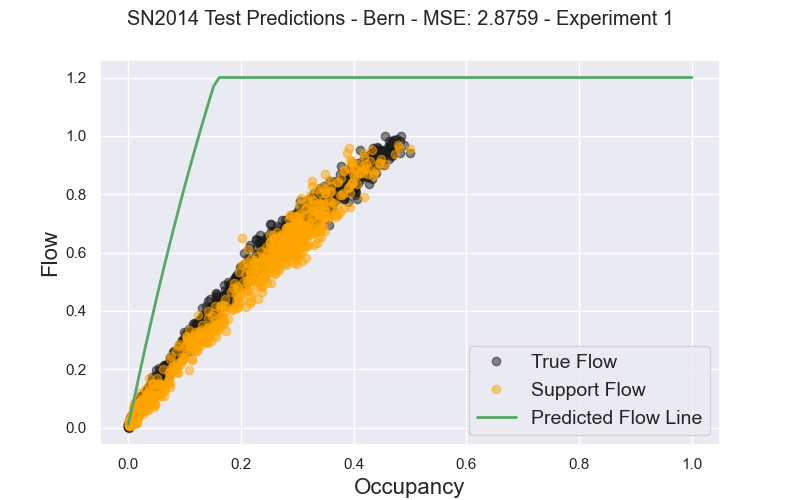 SN2014 Test Predictions - Bern - MSE: 2.8759 - Experiment 1
1.2
1.0
0.8
0.6
0.4
0.2
0.0
Flow
True Flow
Support Flow
Predicted Flow Line
0.0 0.2 0.4 0.6 0.8 1.0
Occupancy